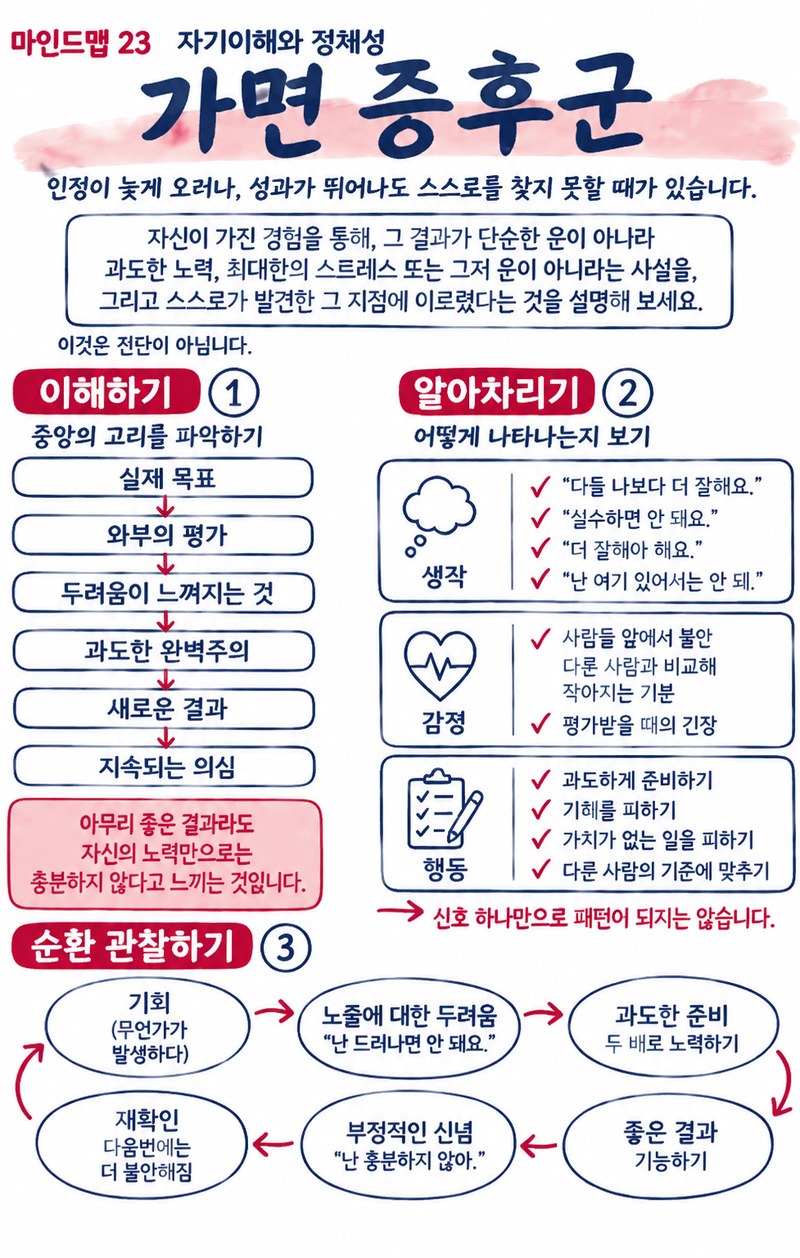 마인드맵 23 자기이해와 정채성
가면 증후군
인정이 늦게 오러나, 성과가 뛰어나도 스스로를 찾지 못할 때가 있습니다.
자신이 가진 경험을 통해, 그 결과가 단순한 운이 아나라
과도한 노력, 최대한의 스트레스 또는 그저 운이 아니라는 사설을,
그리고 스스로가 발견한 그 지점에 이로렸다는 것을 설명해 보세요.
이것은 전단이 아님니다.
이해하기 1
중앙의 고리를 파악하기
실재 목표
와부의 평가
두려움이 느껴지는 것
과도한 완벽주의
새로운 결과
지속되는 의심
아무리 좋은 결과라도
자신의 노력만으로는
충분하지 않다고 느끼는 것입니다.
알아차리기 2
어떻게 나타나는지 보기
생작
✓ “다들 나보다 더 잘해요.”
✓ “실수하면 안 돼요.”
✓ “더 잘해아 해요.”
✓ “난 여기 있어서는 안 돼.”
감졍
✓ 사람들 앞에서 불안
다론 사람과 비교해
작아지는 기분
✓ 평가받을 때의 긴장
행동
✓ 과도하게 준비하기
✓ 기혜를 피하기
✓ 가치가 없는 일을 피하기
✓ 다룬 사람의 기준에 맞추기
→ 신호 하나만으로 패턴어 되지는 않습니다.
순환 관찰하기 3
기회
(무언가가
발생하다)
노줄에 대한 두려움
“난 드러나면 안 돼요.”
과도한 준비
두 배로 노력하기
좋은 결과
기능하기
부정적인 신념
“난 충분하지 않아.”
재확인
다움번에는
더 불안해짐